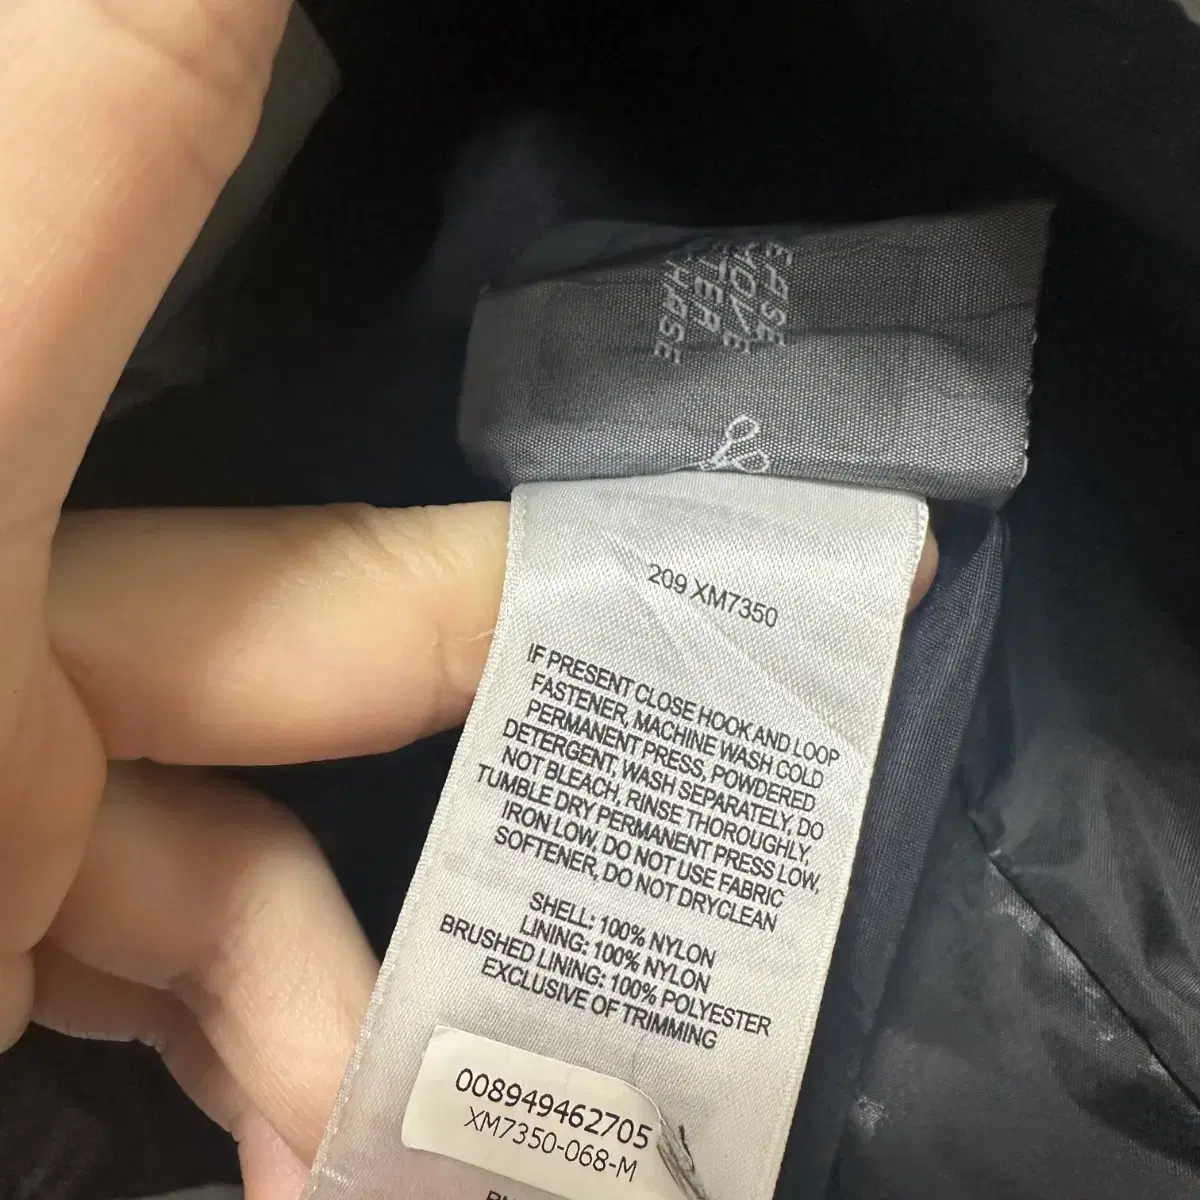 209 XM7350
IF PRESENT CLOSE HOOK AND LOOP
FASTENER, MACHINE WASH COLD
PERMANENT PRESS, POWDERED
DETERGENT, WASH SEPARATELY, DO
NOT BLEACH, RINSE THOROUGHLY,
TUMBLE DRY PERMANENT PRESS LOW,
IRON LOW, DO NOT USE FABRIC
SOFTENER, DO NOT DRYCLEAN
SHELL: 100% NYLON
LINING: 100% NYLON
BRUSHED LINING: 100% POLYESTER
EXCLUSIVE OF TRIMMING
008949462705
XM7350-068-M